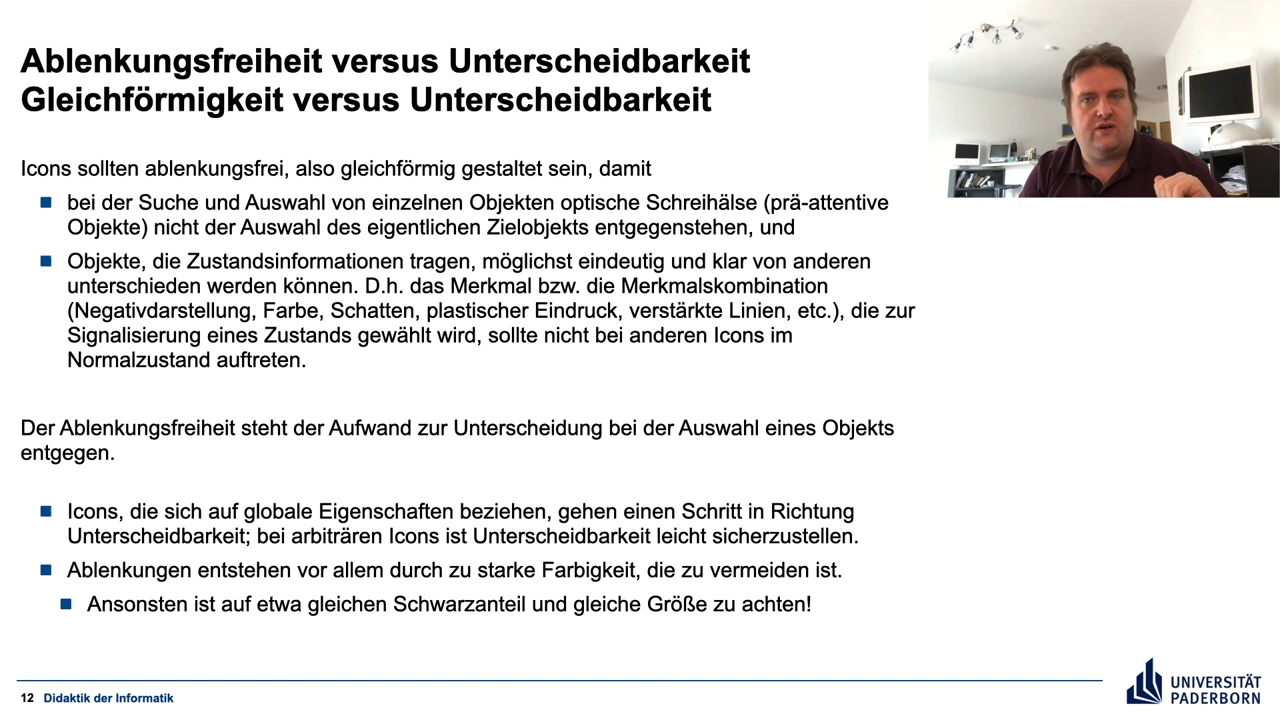 Ablenkungsfreiheit versus Unterscheidbarkeit
Gleichförmigkeit versus Unterscheidbarkeit
Icons sollten ablenkungsfrei, also gleichförmig gestaltet sein, damit
bei der Suche und Auswahl von einzelnen Objekten optische Schreihälse (prä-attentive
Objekte) nicht der Auswahl des eigentlichen Zielobjekts entgegenstehen, und
Objekte, die Zustandsinformationen tragen, möglichst eindeutig und klar von anderen
unterschieden werden können. D.h. das Merkmal bzw. die Merkmalskombination
(Negativdarstellung, Farbe, Schatten, plastischer Eindruck, verstärkte Linien, etc.), die zur
Signalisierung eines Zustands gewählt wird, sollte nicht bei anderen Icons im
Normalzustand auftreten.
Der Ablenkungsfreiheit steht der Aufwand zur Unterscheidung bei der Auswahl eines Objekts
entgegen.
Icons, die sich auf globale Eigenschaften beziehen, gehen einen Schritt in Richtung
Unterscheidbarkeit; bei arbiträren Icons ist Unterscheidbarkeit leicht sicherzustellen.
Ablenkungen entstehen vor allem durch zu starke Farbigkeit, die zu vermeiden ist.
Ansonsten ist auf etwa gleichen Schwarzanteil und gleiche Größe zu achten!
12 Didaktik der Informatik
UNIVERSITÄT
PADERBORN